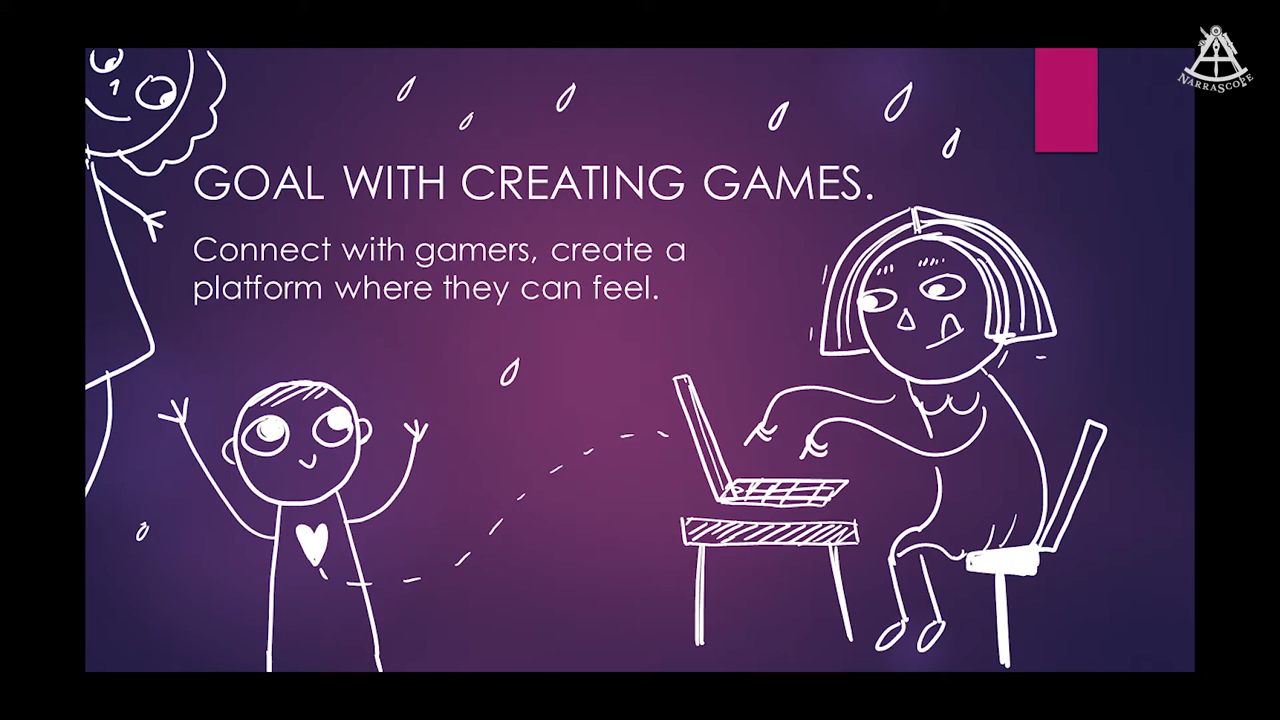 GOAL WITH CREATING GAMES.
Connect with gamers, create a
platform where they can feel.
NARRASCOPE